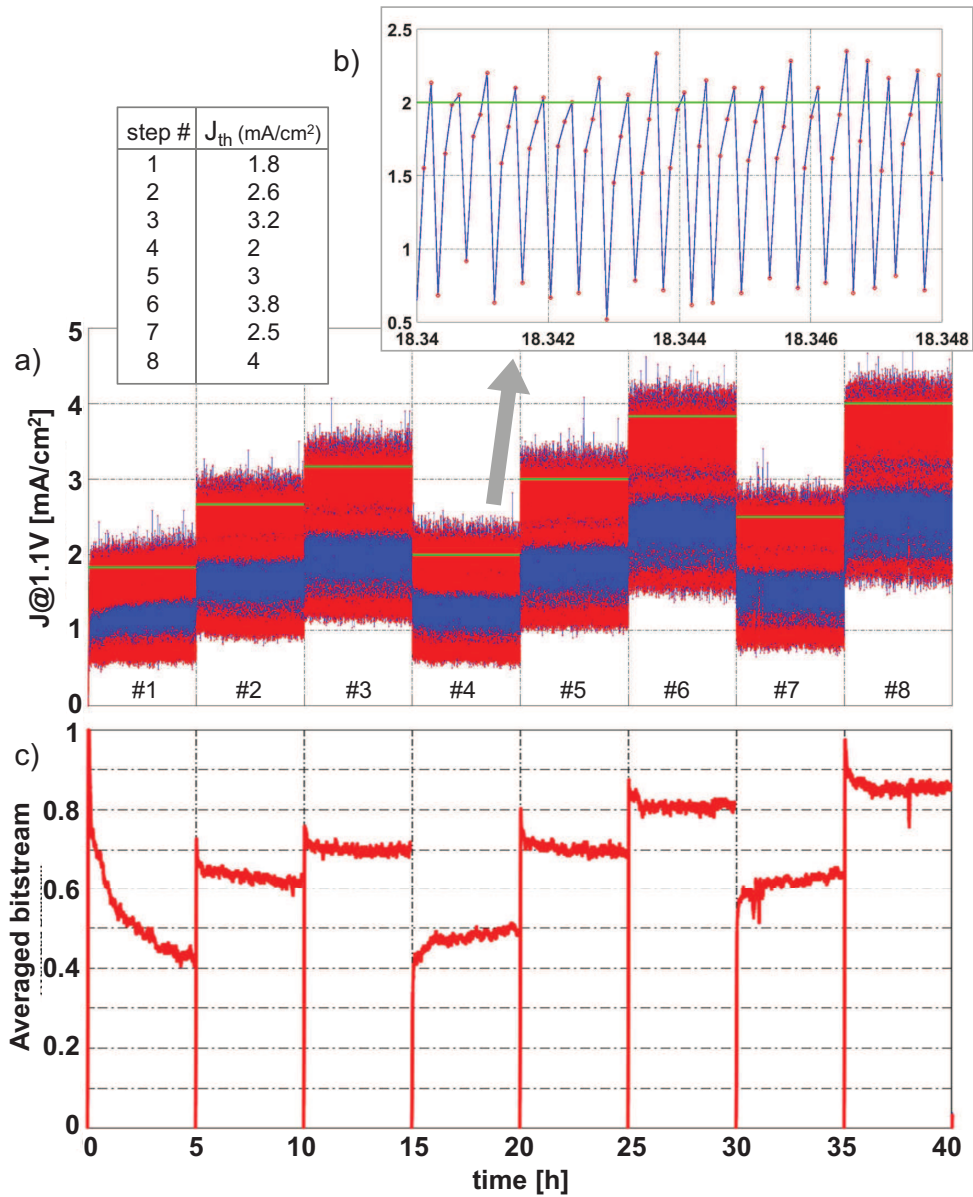 b)
2.5
2
1.5
1
0.5
18.34 18.342 18.344 18.346 18.348
step # J_th (mA/cm²)
1 1.8
2 2.6
3 3.2
4 2
5 3
6 3.8
7 2.5
8 4
a)
J@1.1V [mA/cm²]
5
4
3
2
1
0
#1 #2 #3 #4 #5 #6 #7 #8
c)
Averaged bitstream
1
0.8
0.6
0.4
0.2
0
0 5 10 15 20 25 30 35 40
time [h]